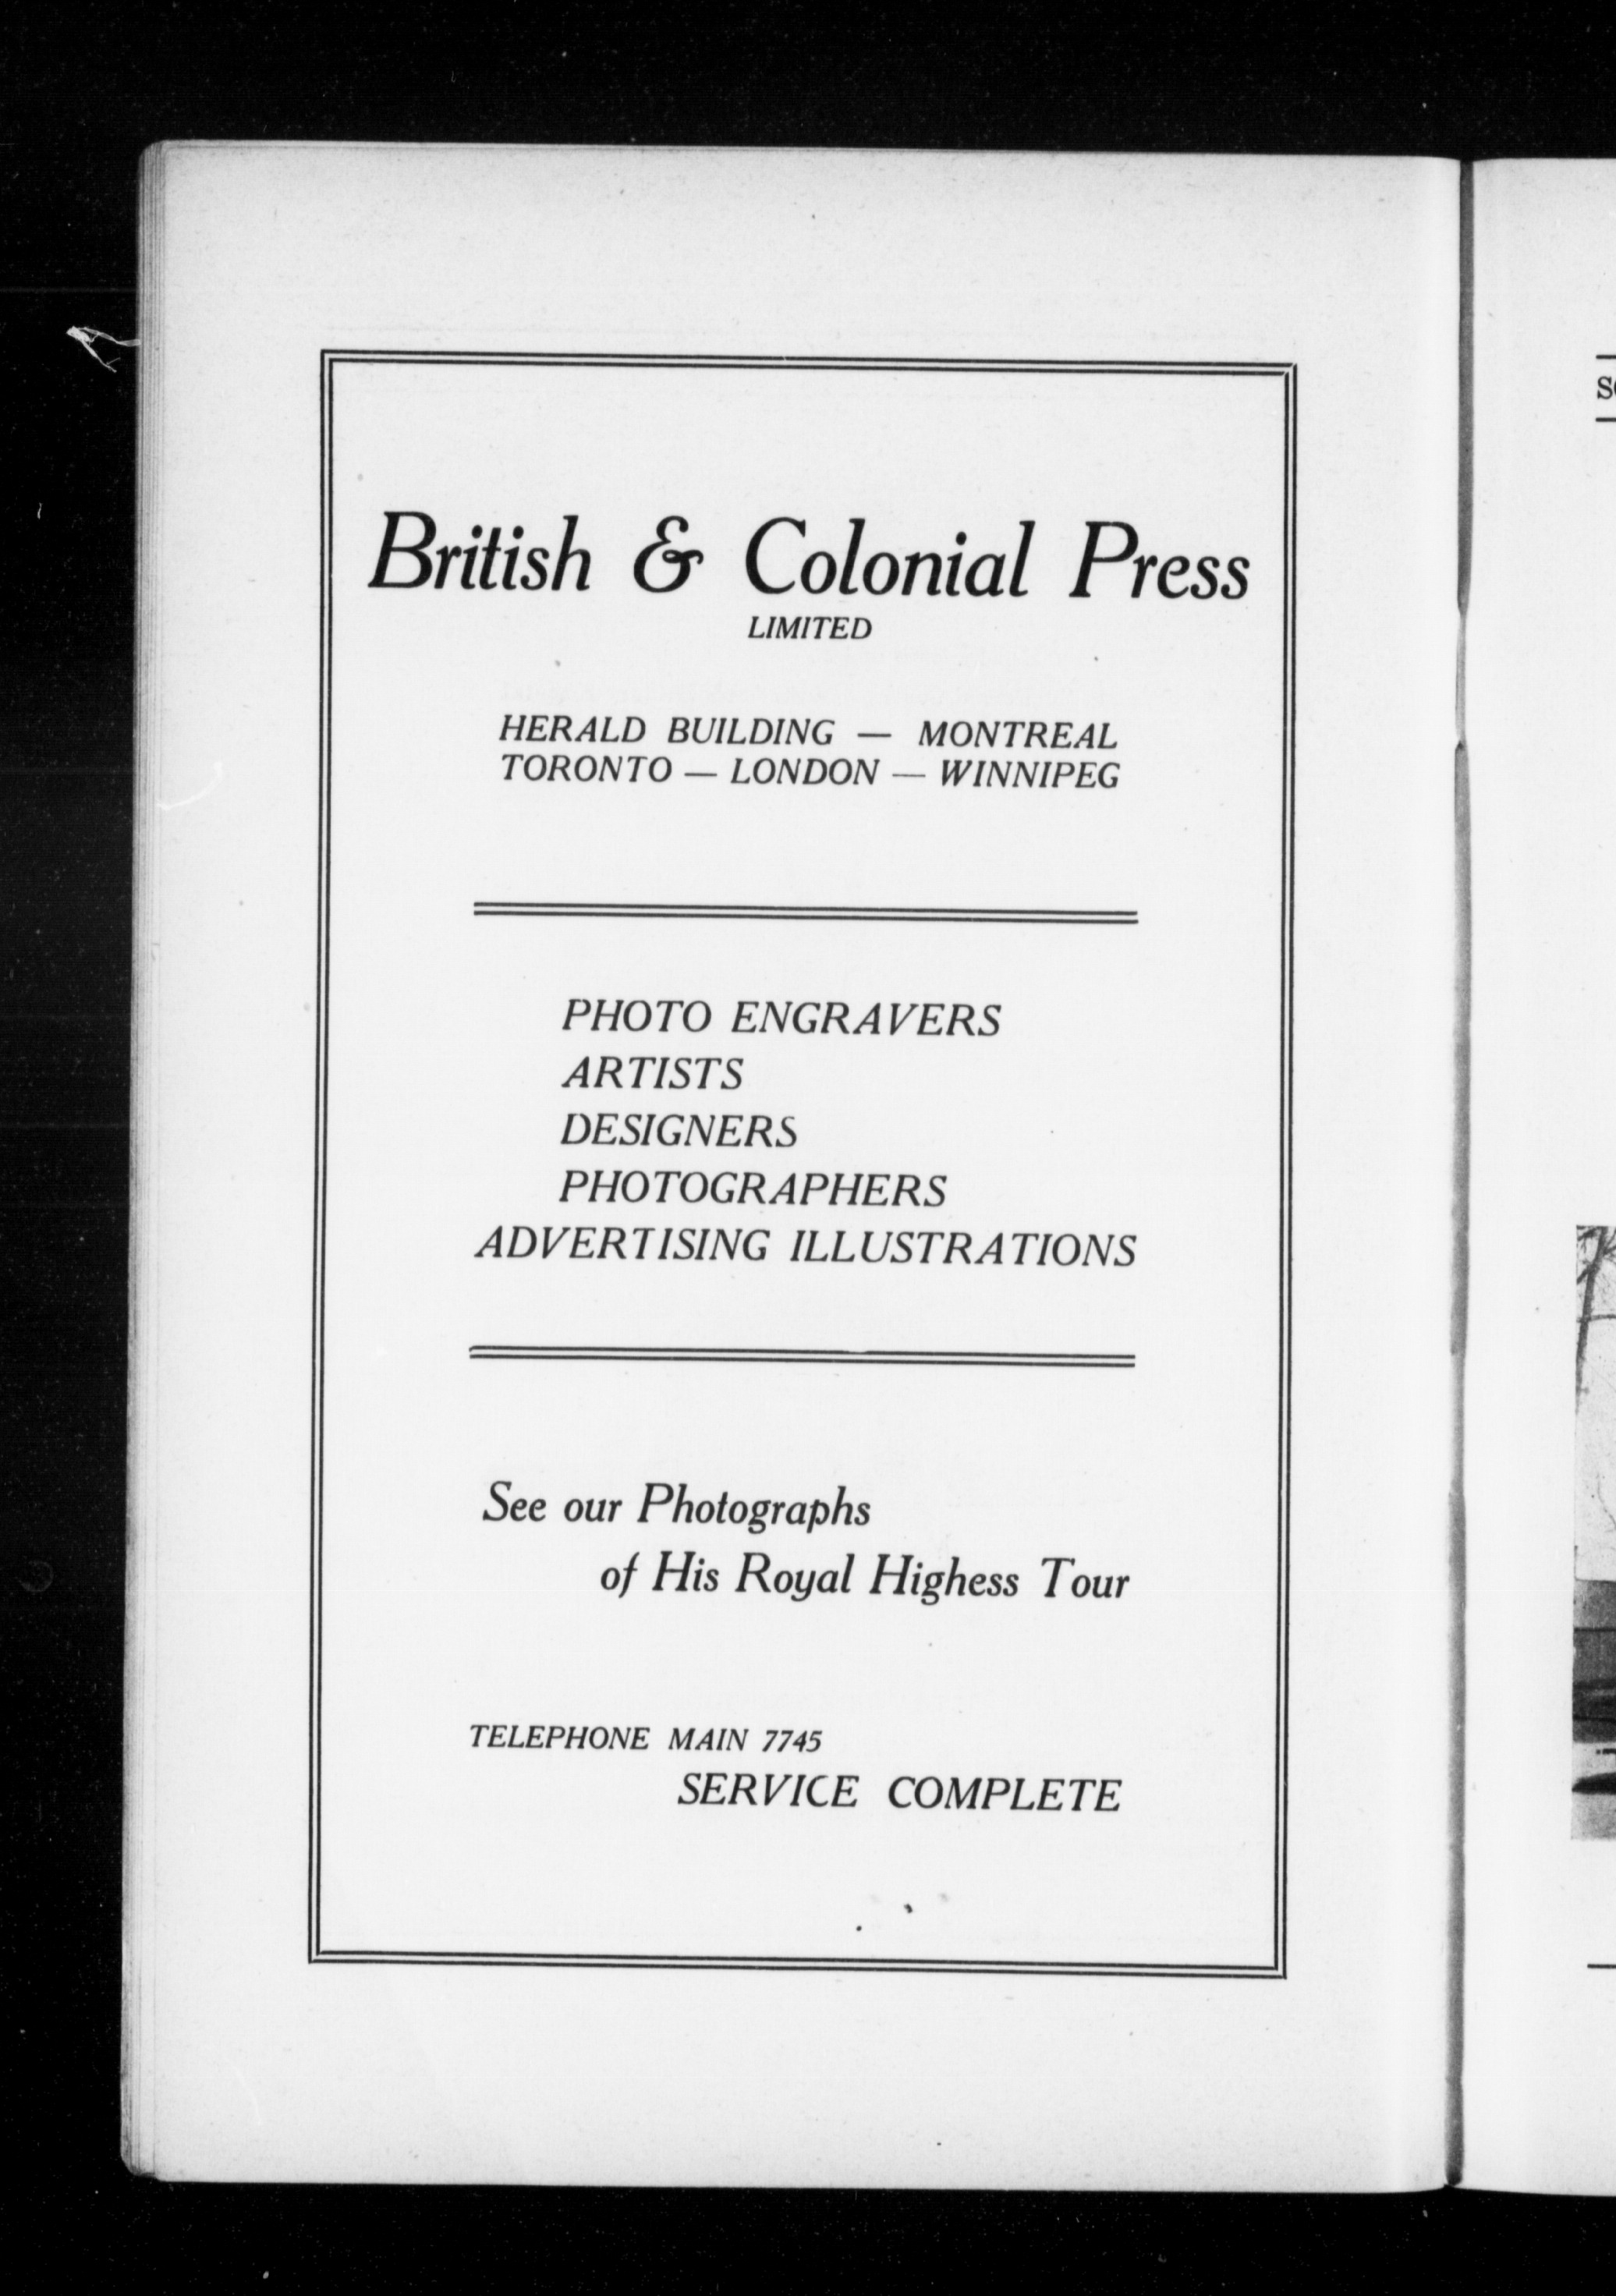 British & Colonial Press
LIMITED
HERALD BUILDING — MONTREAL
TORONTO — LONDON — WINNIPEG
PHOTO ENGRAVERS
ARTISTS
DESIGNERS
PHOTOGRAPHERS
ADVERTISING ILLUSTRATIONS
See our Photographs
of His Royal Highess Tour
TELEPHONE MAIN 7745
SERVICE COMPLETE